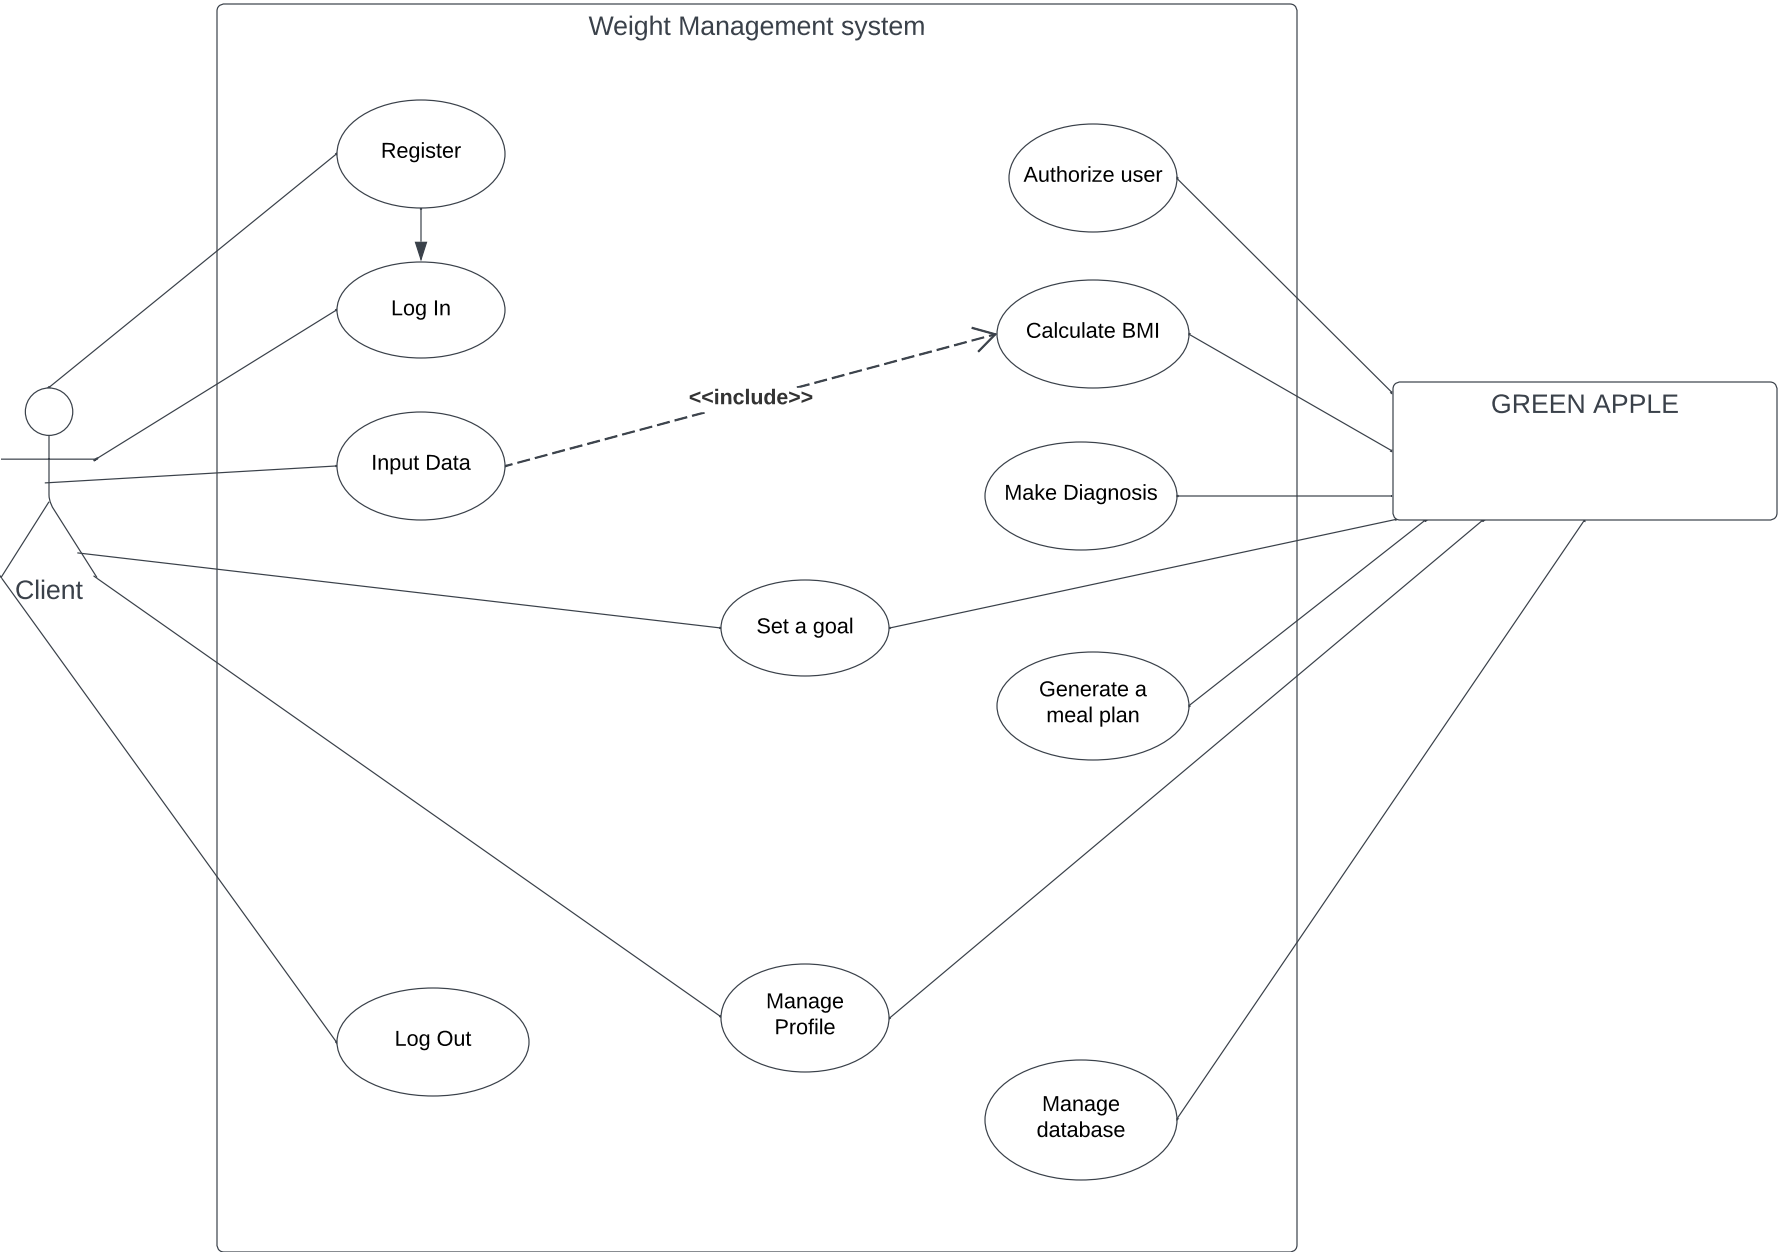 Weight Management system
Register
Authorize user
Log In
Calculate BMI
<<include>>
GREEN APPLE
Input Data
Make Diagnosis
Client
Set a goal
Generate a
meal plan
Manage
Profile
Log Out
Manage
database